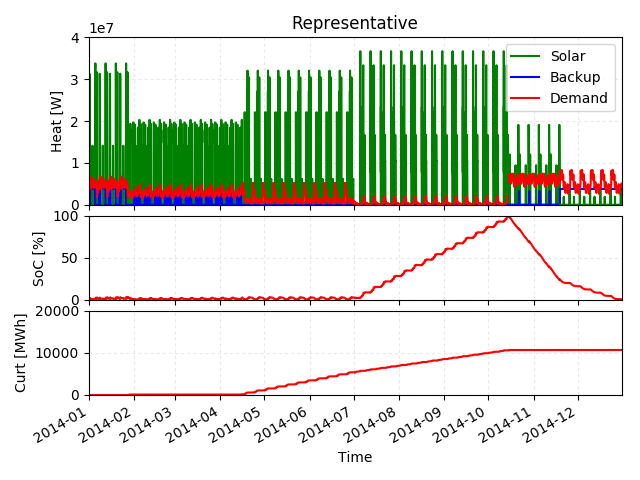 Representative
1e7
4
3
2
1
0
Heat [W]
Solar
Backup
Demand
100
50
0
SoC [%]
20000
10000
0
Curt [MWh]
2014-01
2014-02
2014-03
2014-04
2014-05
2014-06
2014-07
2014-08
2014-09
2014-10
2014-11
2014-12
Time